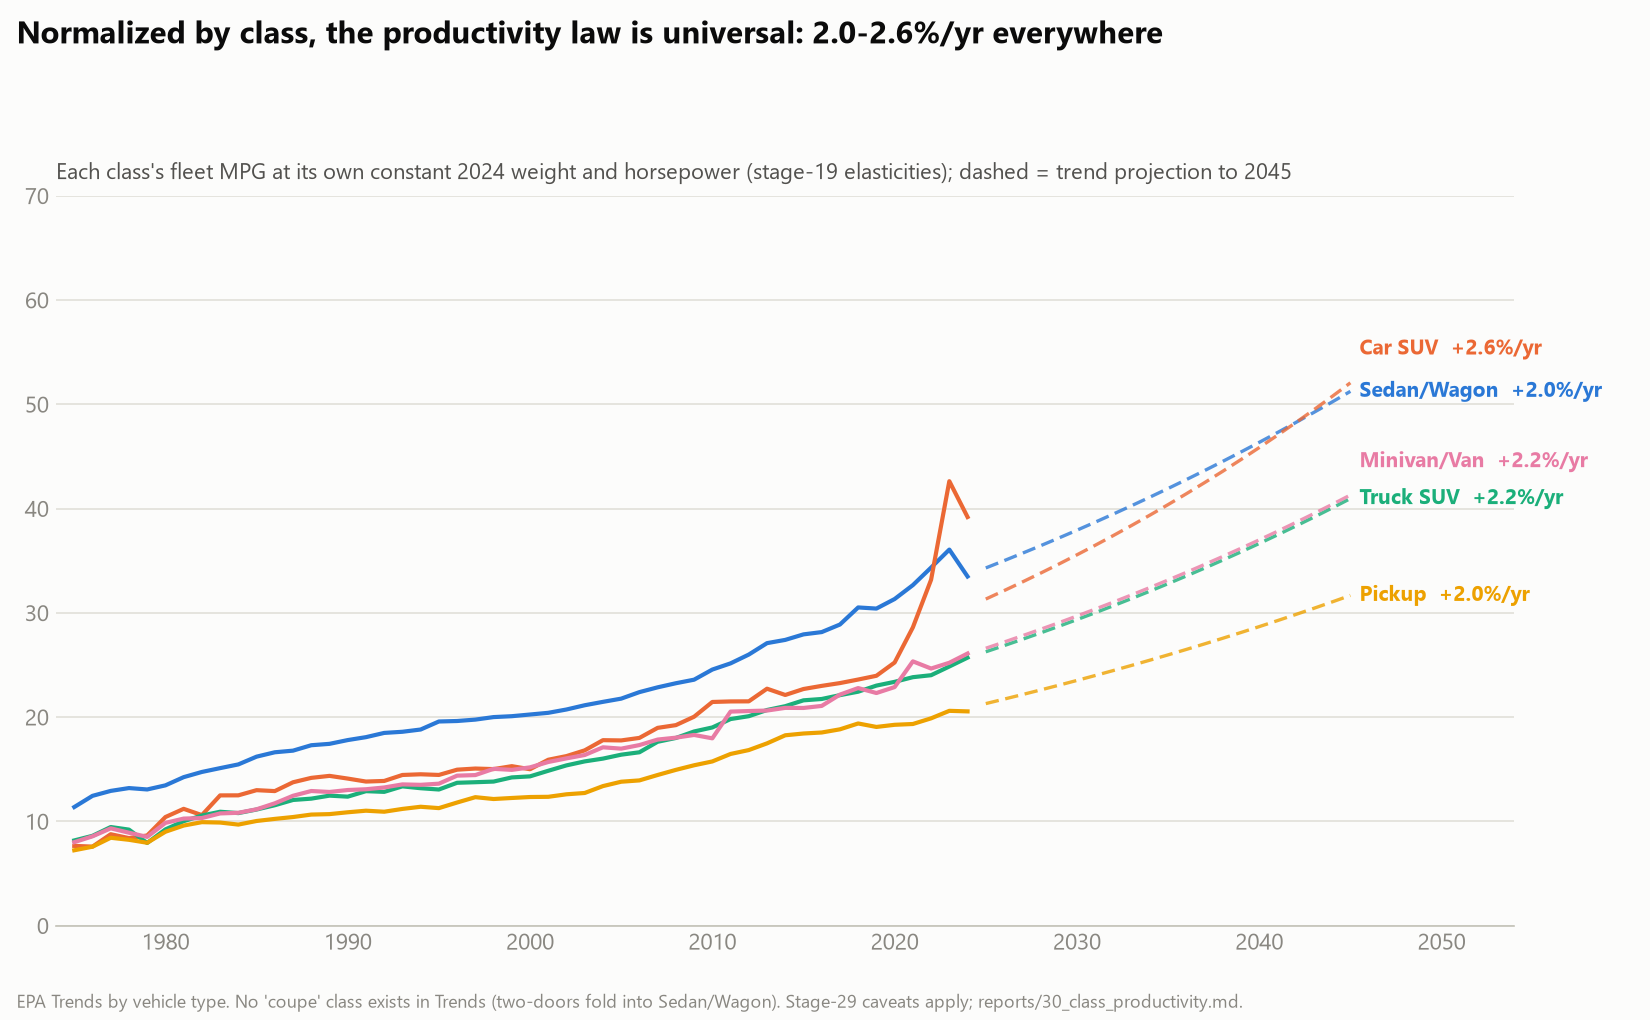 Normalized by class, the productivity law is universal: 2.0-2.6%/yr everywhere
Each class's fleet MPG at its own constant 2024 weight and horsepower (stage-19 elasticities); dashed = trend projection to 2045
70
60
50
40
30
20
10
0
Car SUV +2.6%/yr
Sedan/Wagon +2.0%/yr
Minivan/Van +2.2%/yr
Truck SUV +2.2%/yr
Pickup +2.0%/yr
1980 1990 2000 2010 2020 2030 2040 2050
EPA Trends by vehicle type. No 'coupe' class exists in Trends (two-doors fold into Sedan/Wagon). Stage-29 caveats apply; reports/30_class_productivity.md.